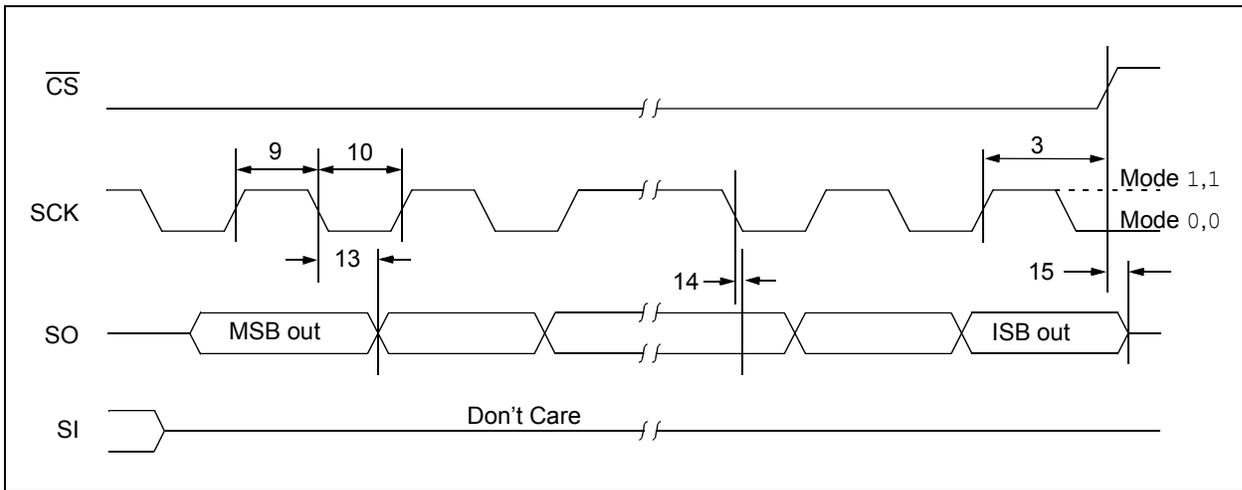 CS
9
10
3
SCK
Mode 1,1
Mode 0,0
13
14
15
SO
MSB out
ISB out
SI
Don't Care